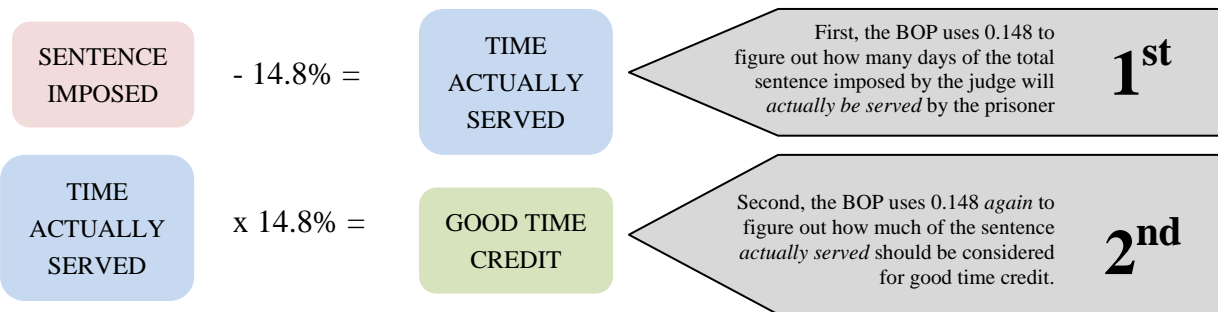 SENTENCE
IMPOSED
- 14.8% =
TIME
ACTUALLY
SERVED
First, the BOP uses 0.148 to
figure out how many days of the total
sentence imposed by the judge will
actually be served by the prisoner
1st
TIME
ACTUALLY
SERVED
x 14.8% =
GOOD TIME
CREDIT
Second, the BOP uses 0.148 again to
figure out how much of the sentence
actually served should be considered
for good time credit.
2nd